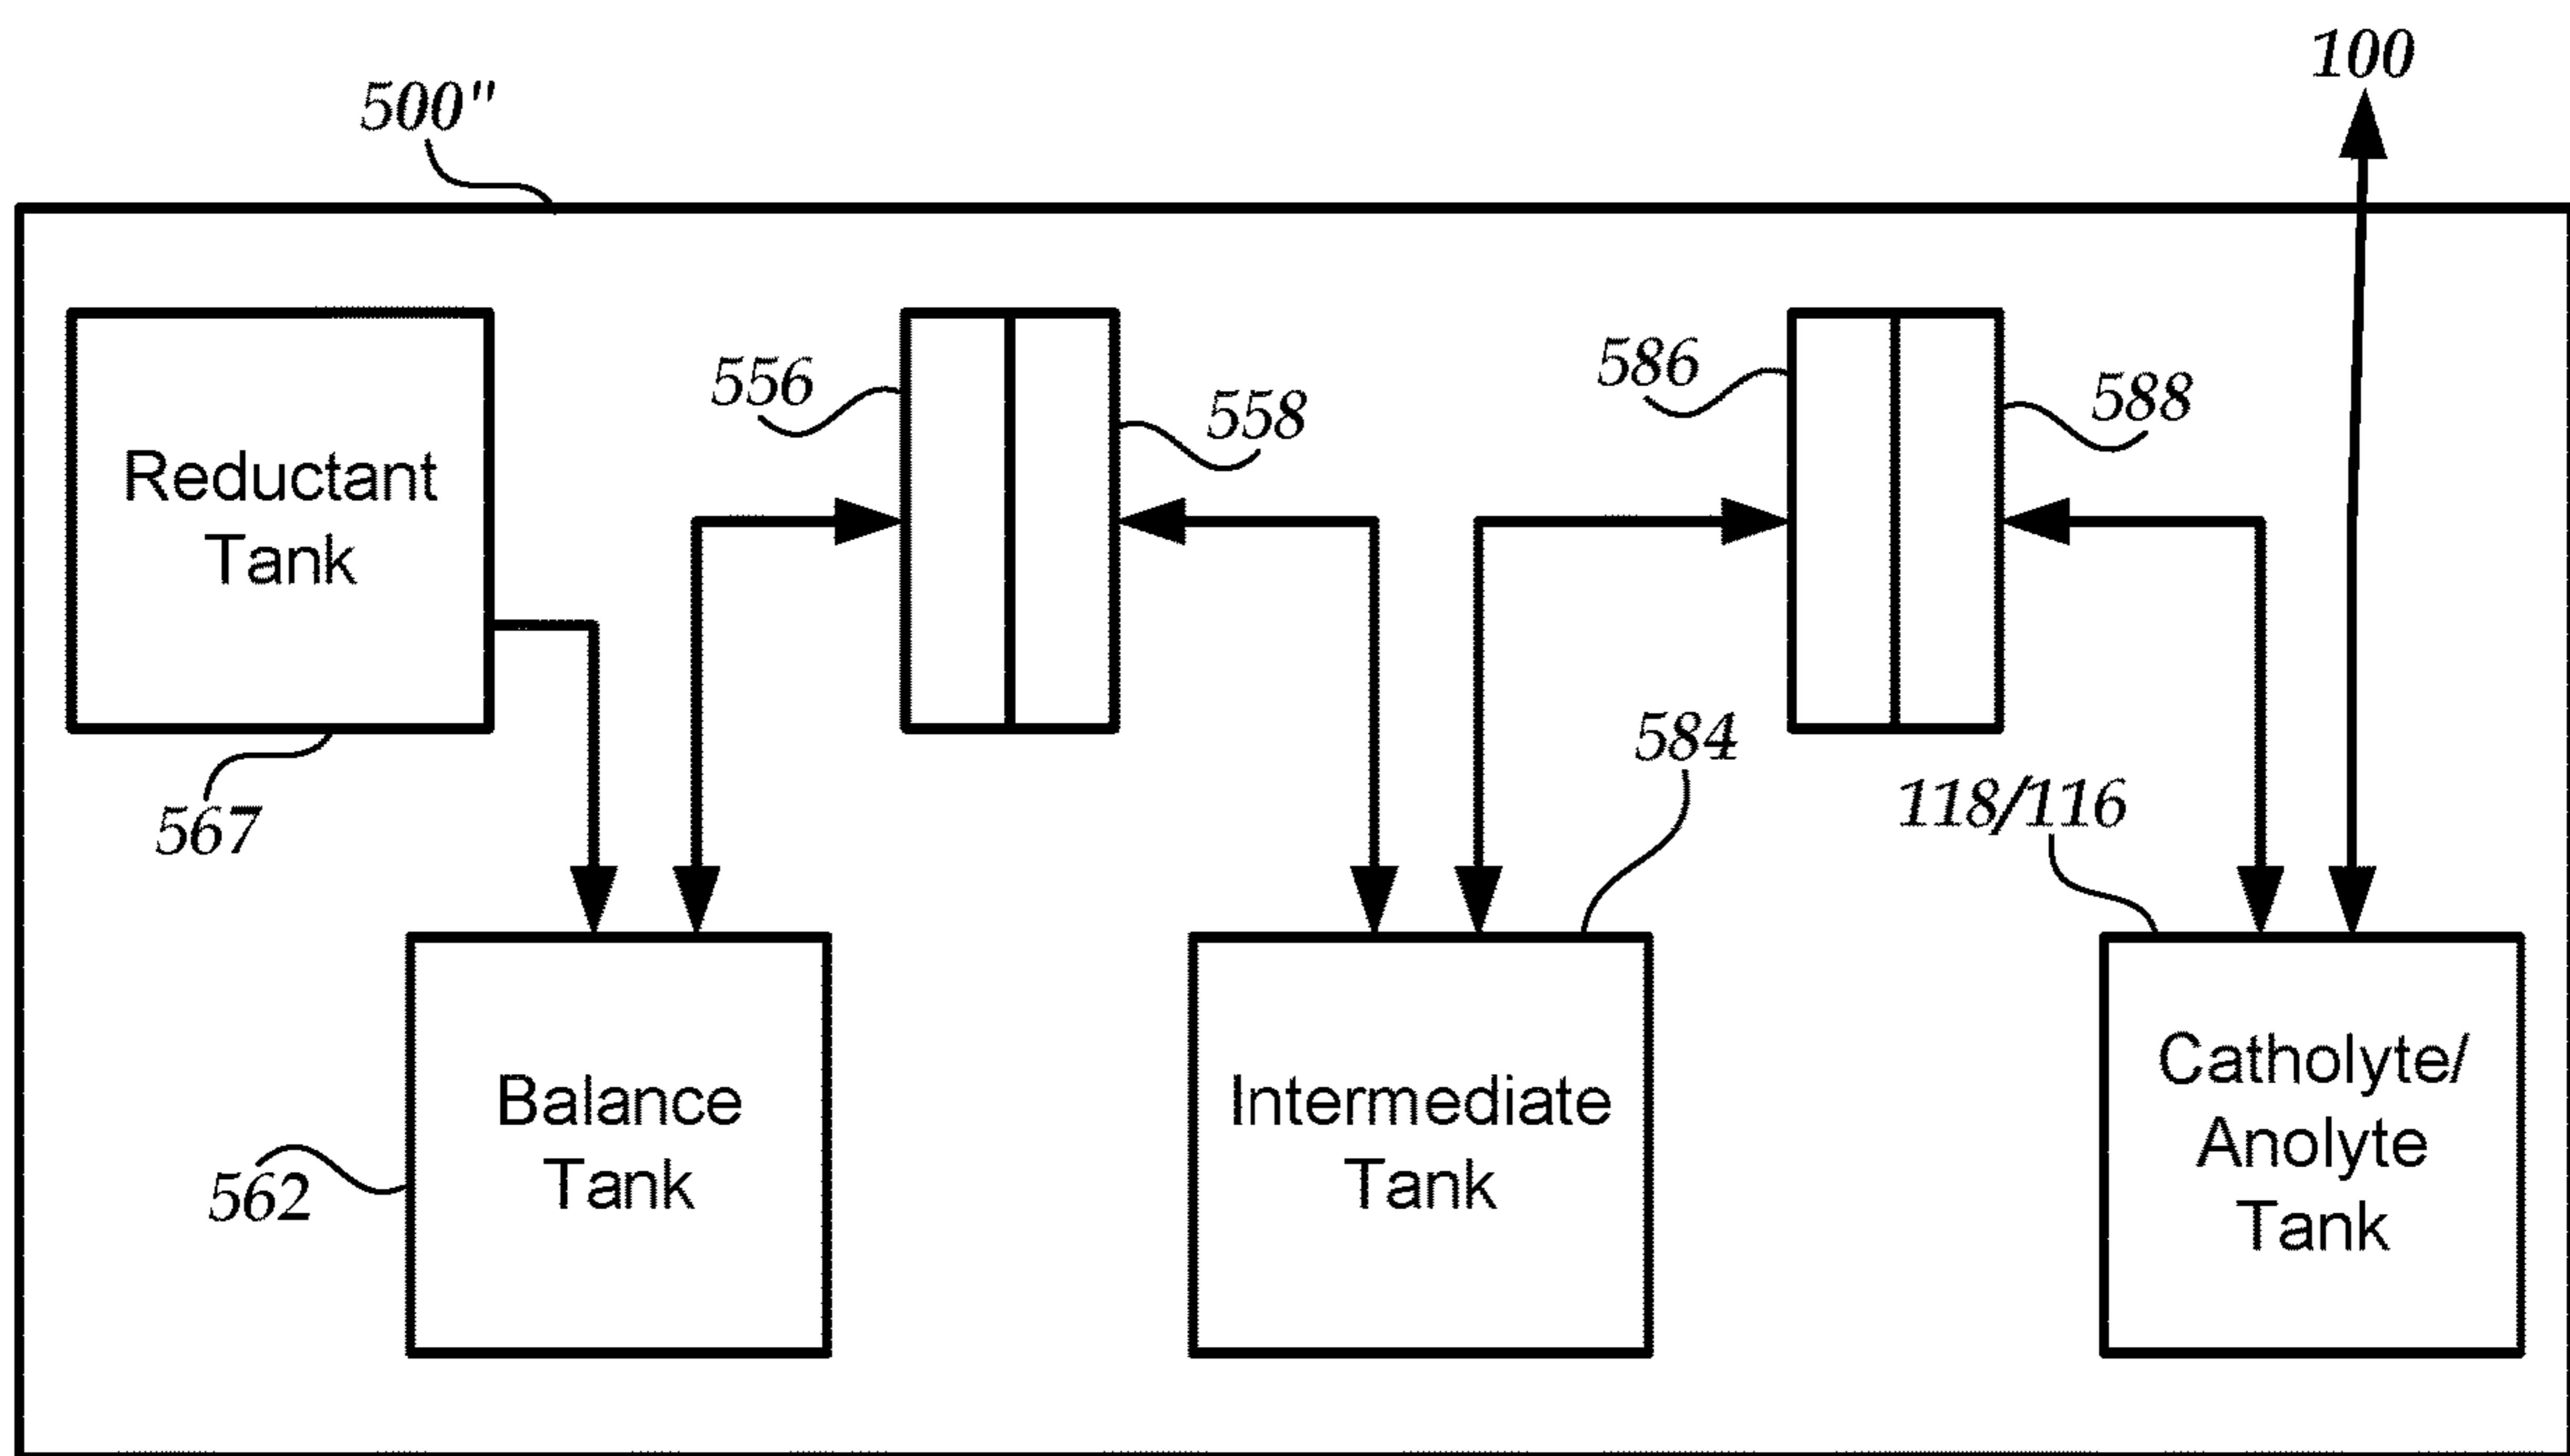 100
500"
556
558
586
588
Reductant
Tank
567
584
118/116
Balance
Tank
562
Intermediate
Tank
Catholyte/
Anolyte
Tank